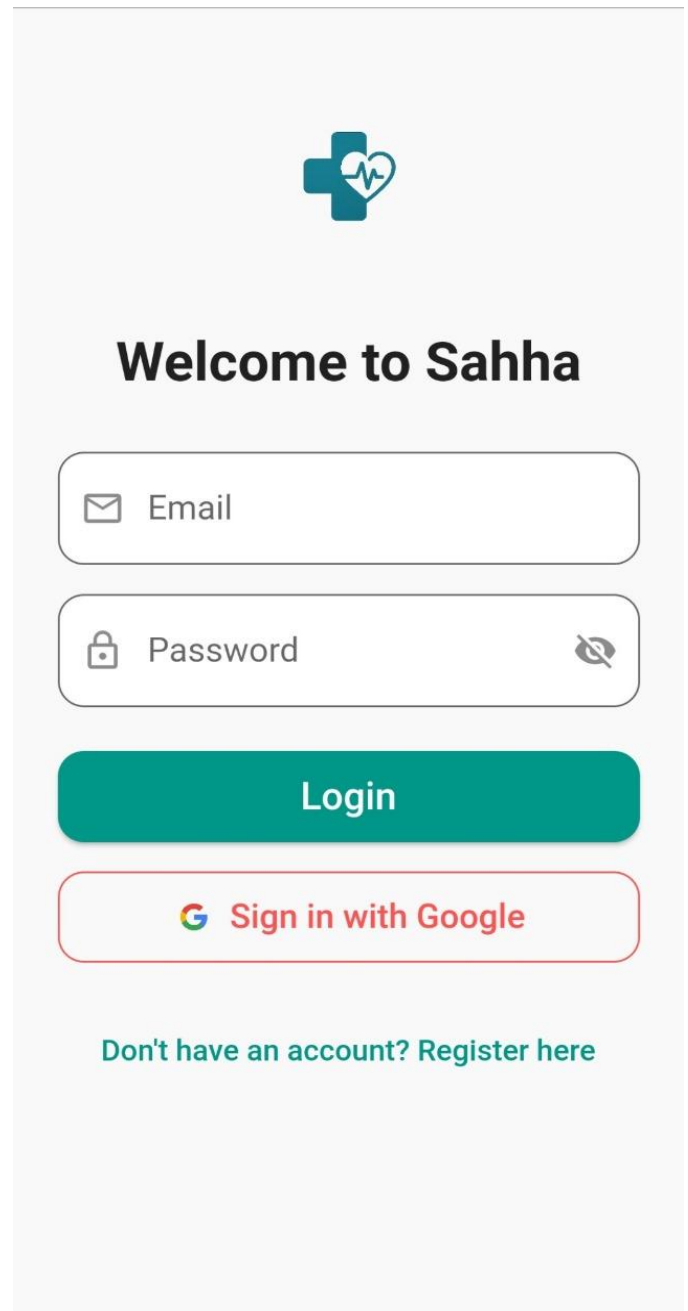 Welcome to Sahha
Email
Password
Login
Sign in with Google
Don't have an account? Register here